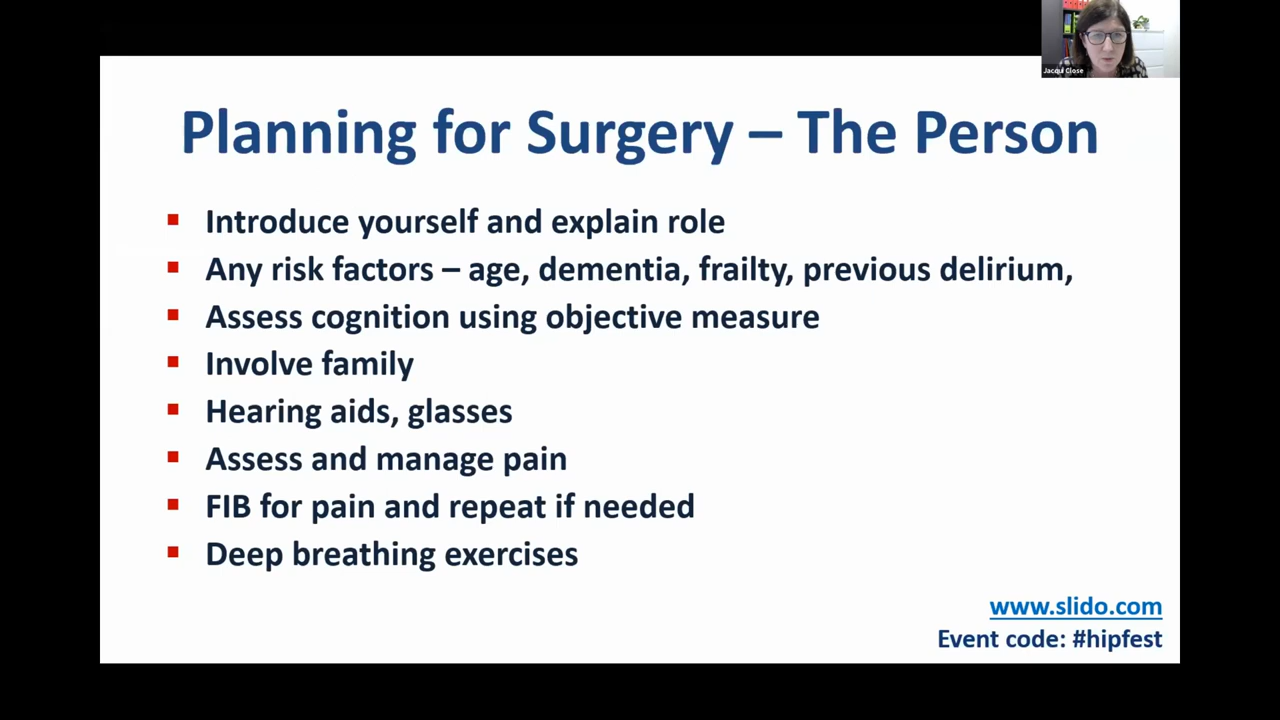 Jacqui Close
Planning for Surgery – The Person
Introduce yourself and explain role
Any risk factors – age, dementia, frailty, previous delirium,
Assess cognition using objective measure
Involve family
Hearing aids, glasses
Assess and manage pain
FIB for pain and repeat if needed
Deep breathing exercises
www.slido.com
Event code: #hipfest